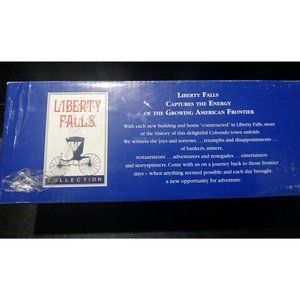 LIBERTY
FALLS
COLLECTION
LIBERTY FALLS
CAPTURES THE ENERGY
OF THE GROWING AMERICAN FRONTIER
With each new building and home "constructed" in Liberty Falls, more
of the history of this delightful Colorado town unfolds.
We witness the joys and sorrows . . . triumphs and disappointments . . .
of bankers, miners,
restaurateurs . . . adventurers and renegades . . . entertainers
and storyspinners. Come with us on a journey back to those frontier
days – when anything seemed possible and each day brought
a new opportunity for adventure.